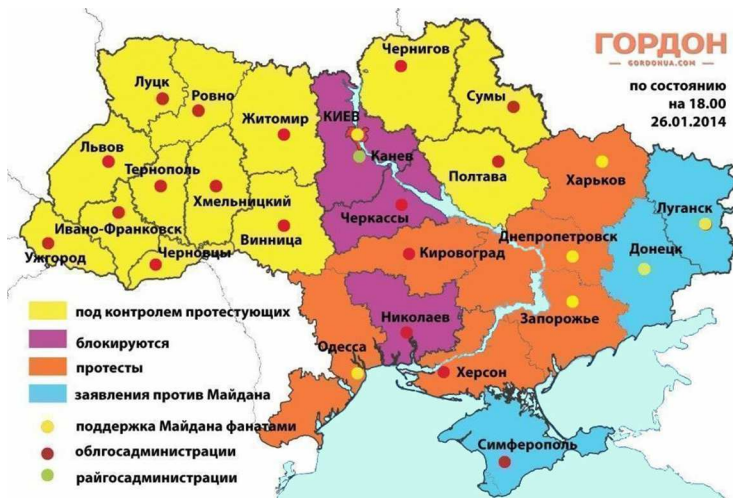 Чернигов
ГОРДОН
GORDONUA.COM
по состоянию
на 18.00
26.01.2014
Луцк
Ровно
Сумы
Житомир
КИЕВ
Львов
Канев
Тернополь
Полтава
Харьков
Хмельницкий
Черкассы
Луганск
Ивано-Франковск
Винница
Днепропетровск
Донецк
Ужгород
Черновцы
Кировоград
под контролем протестующих
Николаев
Запорожье
блокируются
Одесса
протесты
Херсон
заявления против Майдана
поддержка Майдана фанатами
Симферополь
облгосадминистрации
райгосадминистрации